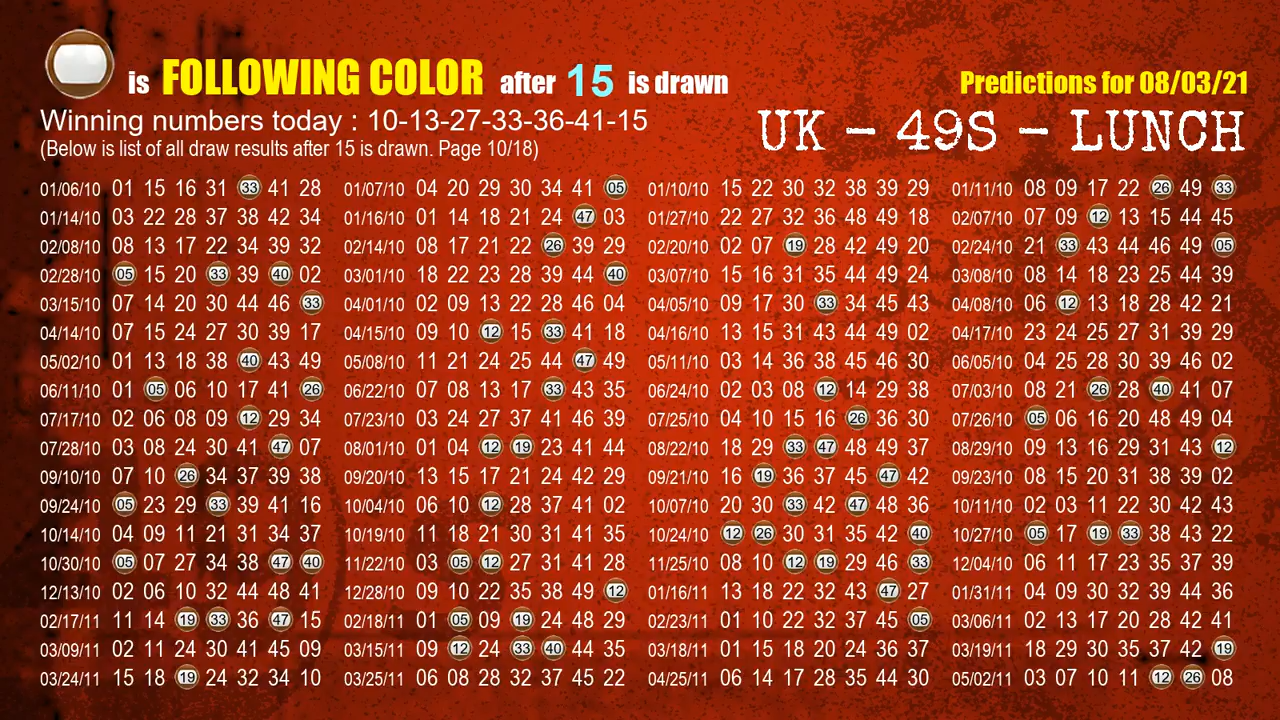 is FOLLOWING COLOR after 15 is drawn
Predictions for 08/03/21
Winning numbers today : 10-13-27-33-36-41-15
UK - 49S - LUNCH
(Below is list of all draw results after 15 is drawn. Page 10/18)
01/06/10 01 15 16 31 33 41 28 01/07/10 04 20 29 30 34 41 05 01/10/10 15 22 30 32 38 39 29 01/11/10 08 09 17 22 26 49 33
01/14/10 03 22 28 37 38 42 34 01/16/10 01 14 18 21 24 47 03 01/27/10 22 27 32 36 48 49 18 02/07/10 07 09 12 13 15 44 45
02/08/10 08 13 17 22 34 39 32 02/14/10 08 17 21 22 26 39 29 02/20/10 02 07 19 28 42 49 20 02/24/10 21 33 43 44 46 49 05
02/28/10 05 15 20 33 39 40 02 03/01/10 18 22 23 28 39 44 40 03/07/10 15 16 31 35 44 49 24 03/08/10 08 14 18 23 25 44 39
03/15/10 07 14 20 30 44 46 33 04/01/10 02 09 13 22 28 46 04 04/05/10 09 17 30 33 34 45 43 04/08/10 06 12 13 18 28 42 21
04/14/10 07 15 24 27 30 39 17 04/15/10 09 10 12 15 33 41 18 04/16/10 13 15 31 43 44 49 02 04/17/10 23 24 25 27 31 39 29
05/02/10 01 13 18 38 40 43 49 05/08/10 11 21 24 25 44 47 49 05/11/10 03 14 36 38 45 46 30 06/05/10 04 25 28 30 39 46 02
06/11/10 01 05 06 10 17 41 26 06/22/10 07 08 13 17 33 43 35 06/24/10 02 03 08 12 14 29 38 07/03/10 08 21 26 28 40 41 07
07/17/10 02 06 08 09 12 29 34 07/23/10 03 24 27 37 41 46 39 07/25/10 04 10 15 16 26 36 30 07/26/10 05 06 16 20 48 49 04
07/28/10 03 08 24 30 41 47 07 08/01/10 01 04 12 19 23 41 44 08/22/10 18 29 33 47 48 49 37 08/29/10 09 13 16 29 31 43 12
09/10/10 07 10 26 34 37 39 38 09/20/10 13 15 17 21 24 42 29 09/21/10 16 19 36 37 45 47 42 09/23/10 08 15 20 31 38 39 02
09/24/10 05 23 29 33 39 41 16 10/04/10 06 10 12 28 37 41 02 10/07/10 20 30 33 42 47 48 36 10/11/10 02 03 11 22 30 42 43
10/14/10 04 09 11 21 31 34 37 10/19/10 11 18 21 30 31 41 35 10/24/10 12 26 30 31 35 42 40 10/27/10 05 17 19 33 38 43 22
10/30/10 05 07 27 34 38 47 40 11/22/10 03 05 12 27 31 41 28 11/25/10 08 10 12 19 29 46 33 12/04/10 06 11 17 23 35 37 39
12/13/10 02 06 10 32 44 48 41 12/28/10 09 10 22 35 38 49 12 01/16/11 13 18 22 32 43 47 27 01/31/11 04 09 30 32 39 44 36
02/17/11 11 14 19 33 36 47 15 02/18/11 01 05 09 19 24 48 29 02/23/11 01 10 22 32 37 45 05 03/06/11 02 13 17 20 28 42 41
03/09/11 02 11 24 30 41 45 09 03/15/11 09 12 24 33 40 44 35 03/18/11 01 15 18 20 24 36 37 03/19/11 18 29 30 35 37 42 19
03/24/11 15 18 19 24 32 34 10 03/25/11 06 08 28 32 37 45 22 04/25/11 06 14 17 28 35 44 30 05/02/11 03 07 10 11 12 26 08